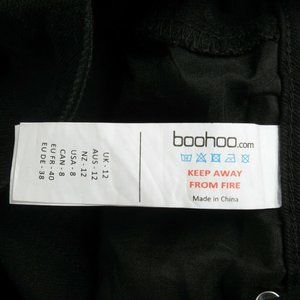 UK - 12
AUS - 12
NZ - 12
USA - 8
CAN - 8
EU FR - 40
EU DE - 38
boohoo.com
KEEP AWAY
FROM FIRE
Made in China